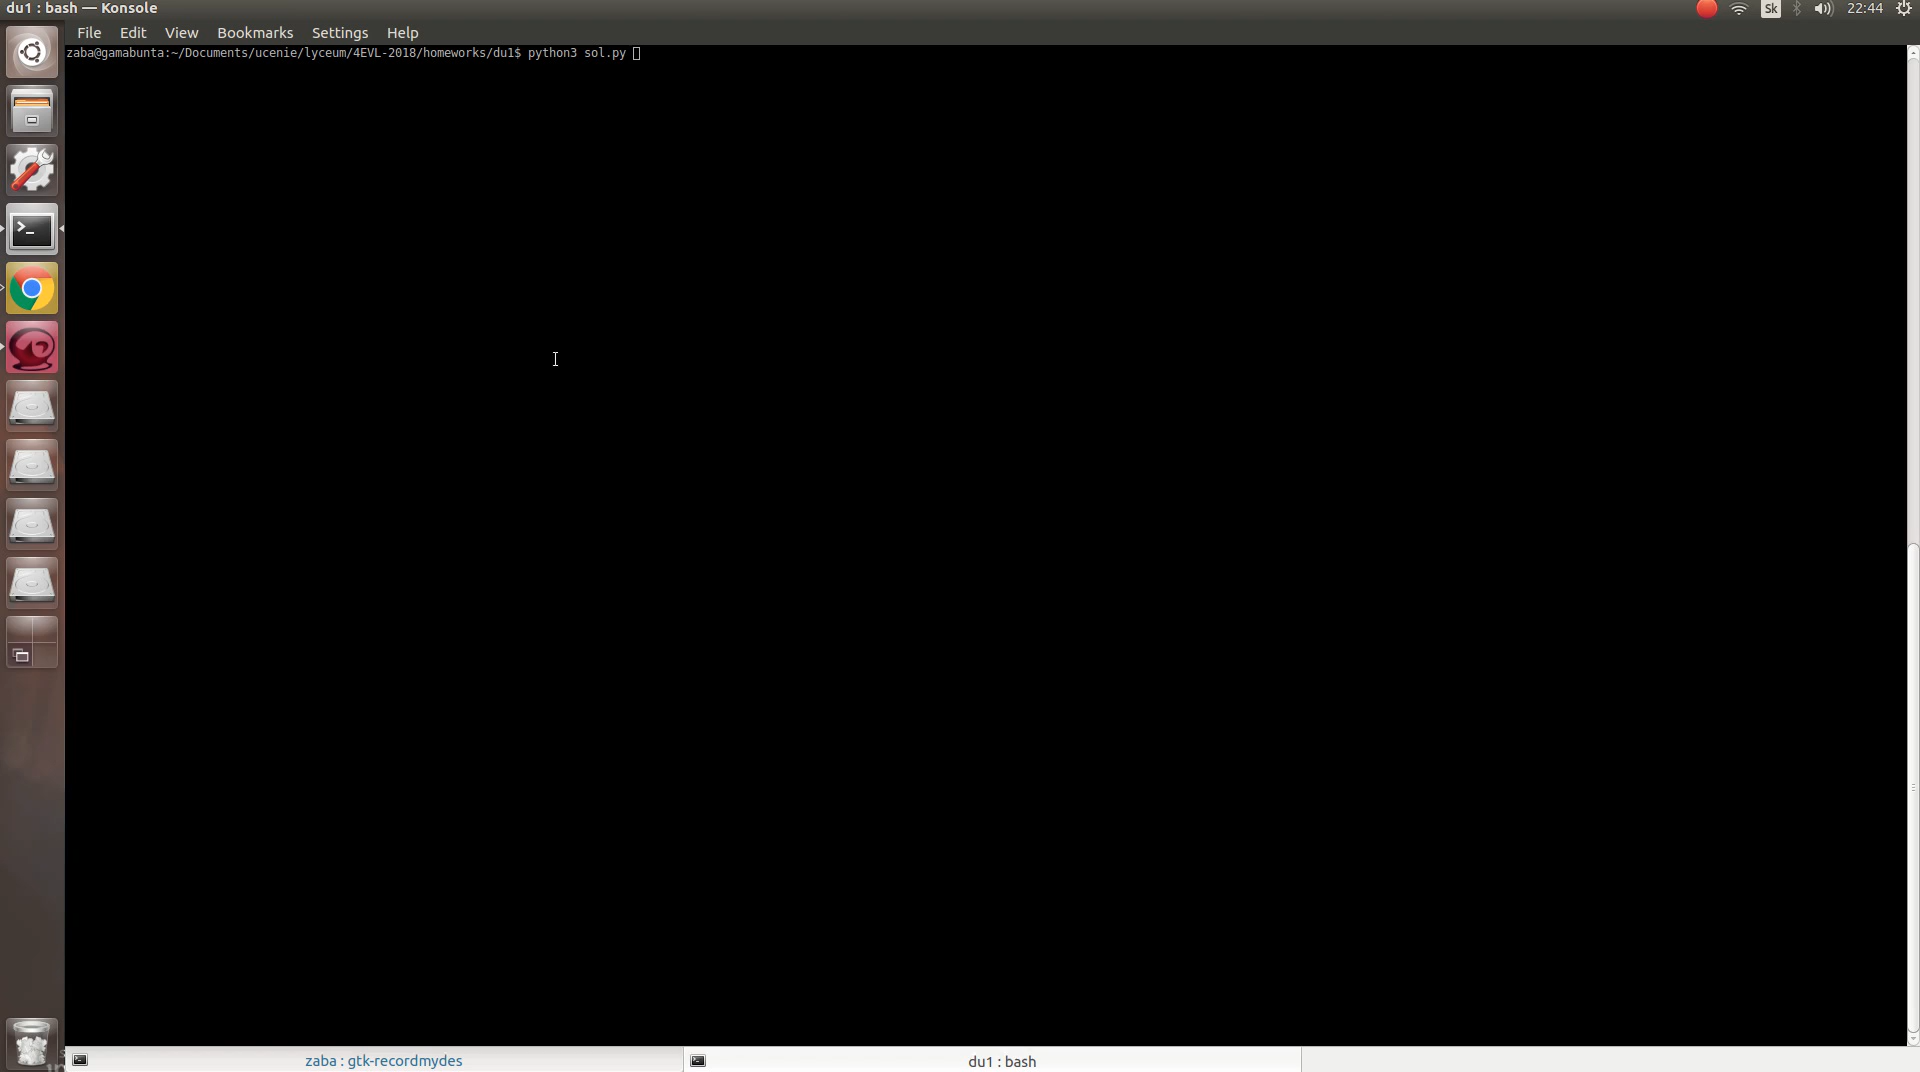 du1 : bash — Konsole
Sk
22:44
File Edit View Bookmarks Settings Help
zaba@gamabunta:~/Documents/ucenie/lyceum/4EVL-2018/homeworks/du1$ python3 sol.py
zaba : gtk-recordmydes
du1 : bash